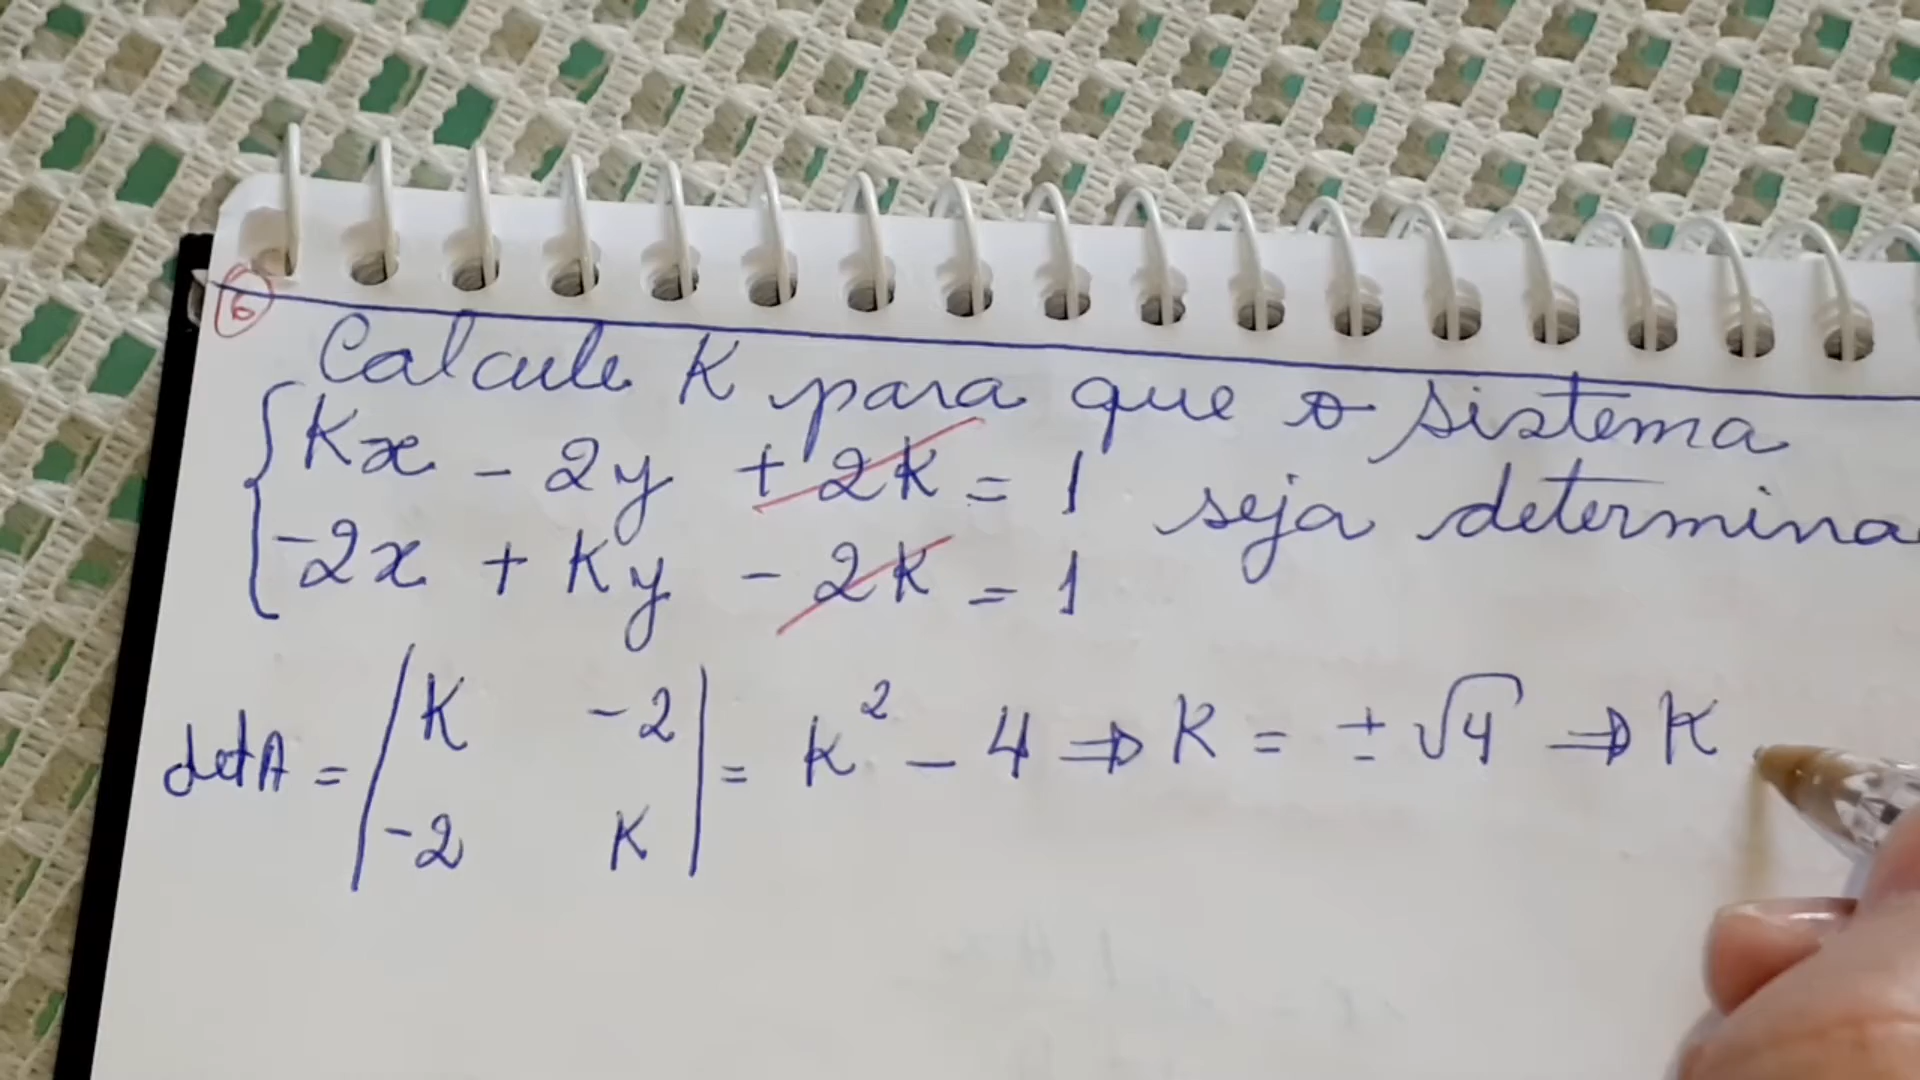 6
Calcule K para que o sistema
Kx - 2y + 2K = 1 seja determina
-2x + Ky - 2K = 1
detA = | K -2 | = K² - 4 ⇒ K = ± √4 ⇒ K
| -2 K |